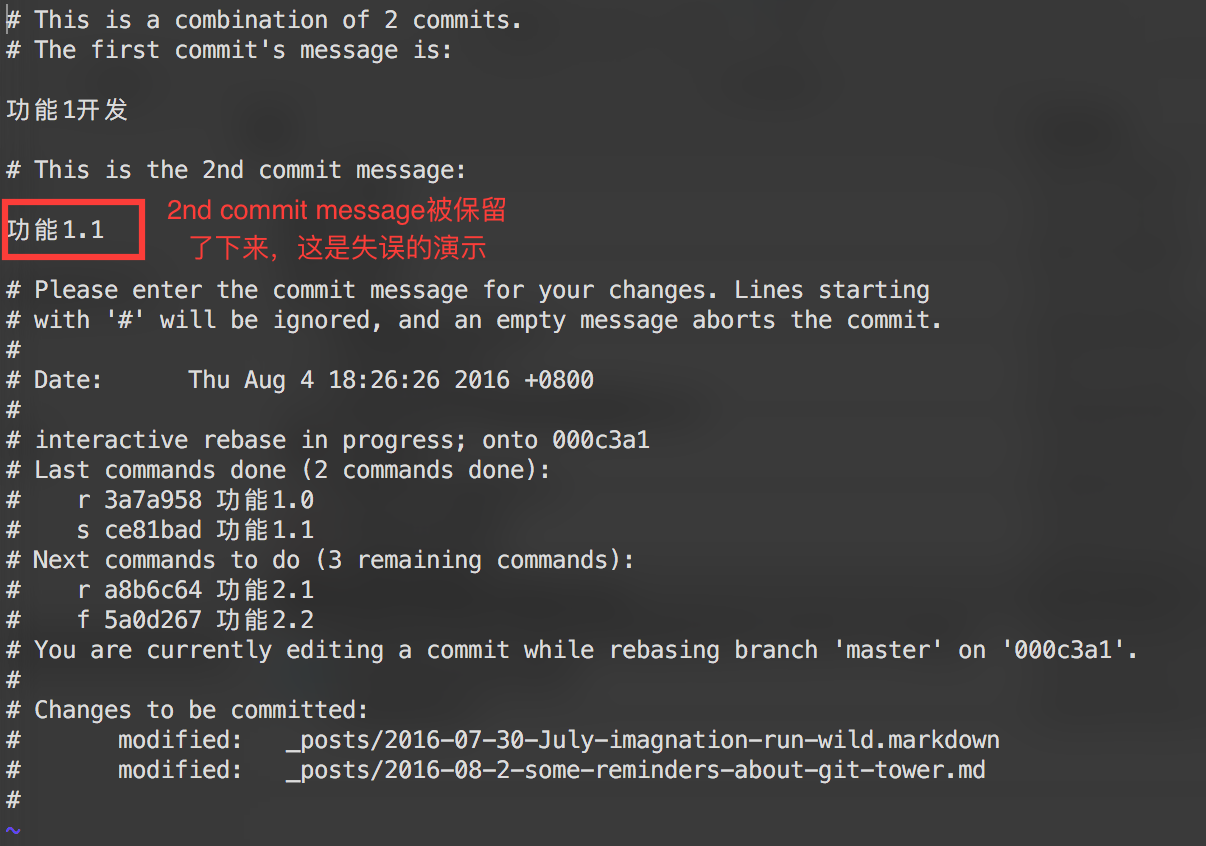 # This is a combination of 2 commits.
# The first commit's message is:
功能1开发
# This is the 2nd commit message:
功能1.1
2nd commit message被保留
了下来，这是失误的演示
# Please enter the commit message for your changes. Lines starting
# with '#' will be ignored, and an empty message aborts the commit.
#
# Date:      Thu Aug 4 18:26:26 2016 +0800
#
# interactive rebase in progress; onto 000c3a1
# Last commands done (2 commands done):
#    r 3a7a958 功能1.0
#    s ce81bad 功能1.1
# Next commands to do (3 remaining commands):
#    r a8b6c64 功能2.1
#    f 5a0d267 功能2.2
# You are currently editing a commit while rebasing branch 'master' on '000c3a1'.
#
# Changes to be committed:
#       modified:   _posts/2016-07-30-July-imagnation-run-wild.markdown
#       modified:   _posts/2016-08-2-some-reminders-about-git-tower.md
#
~